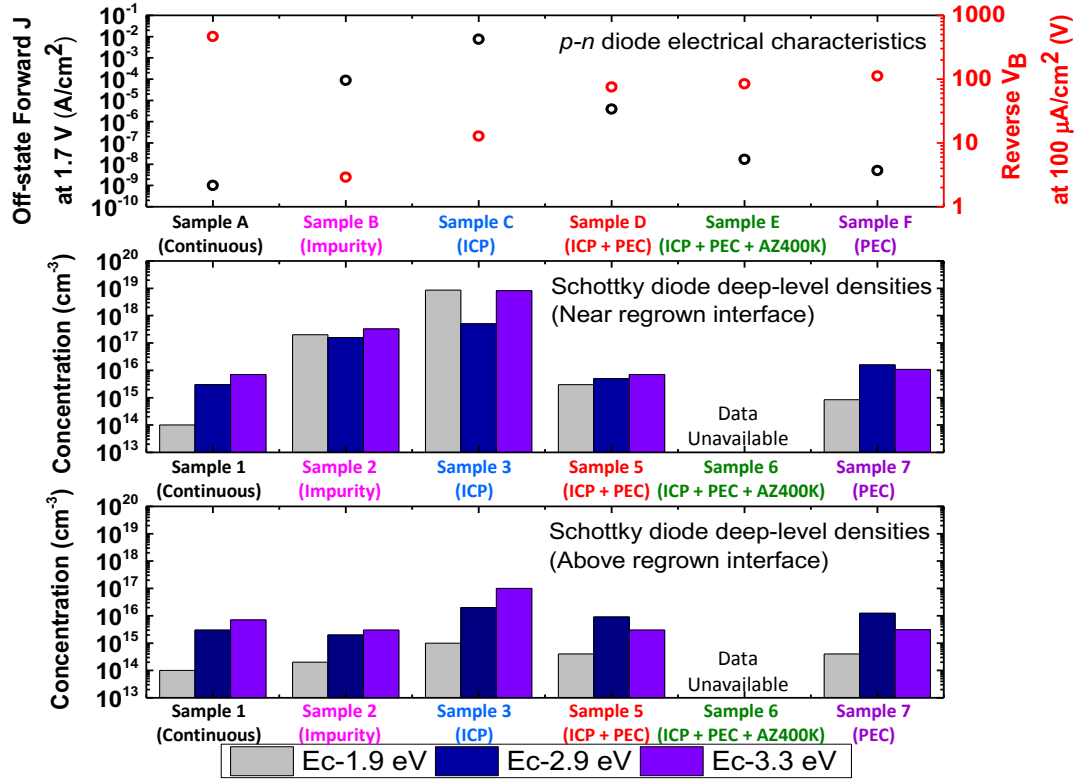 p-n diode electrical characteristics
Off-state Forward J
at 1.7 V (A/cm²)
10⁻¹
10⁻²
10⁻³
10⁻⁴
10⁻⁵
10⁻⁶
10⁻⁷
10⁻⁸
10⁻⁹
10⁻¹⁰
1000
100
10
1
Reverse V_B
at 100 µA/cm² (V)
Sample A Sample B Sample C Sample D Sample E Sample F
(Continuous) (Impurity) (ICP) (ICP + PEC) (ICP + PEC + AZ400K) (PEC)
Schottky diode deep-level densities
(Near regrown interface)
Concentration (cm⁻³)
10²⁰
10¹⁹
10¹⁸
10¹⁷
10¹⁶
10¹⁵
10¹⁴
10¹³
Data
Unavailable
Sample 1 Sample 2 Sample 3 Sample 5 Sample 6 Sample 7
(Continuous) (Impurity) (ICP) (ICP + PEC) (ICP + PEC + AZ400K) (PEC)
Schottky diode deep-level densities
(Above regrown interface)
Concentration (cm⁻³)
10²⁰
10¹⁹
10¹⁸
10¹⁷
10¹⁶
10¹⁵
10¹⁴
10¹³
Data
Unavailable
Sample 1 Sample 2 Sample 3 Sample 5 Sample 6 Sample 7
(Continuous) (Impurity) (ICP) (ICP + PEC) (ICP + PEC + AZ400K) (PEC)
Ec-1.9 eV Ec-2.9 eV Ec-3.3 eV